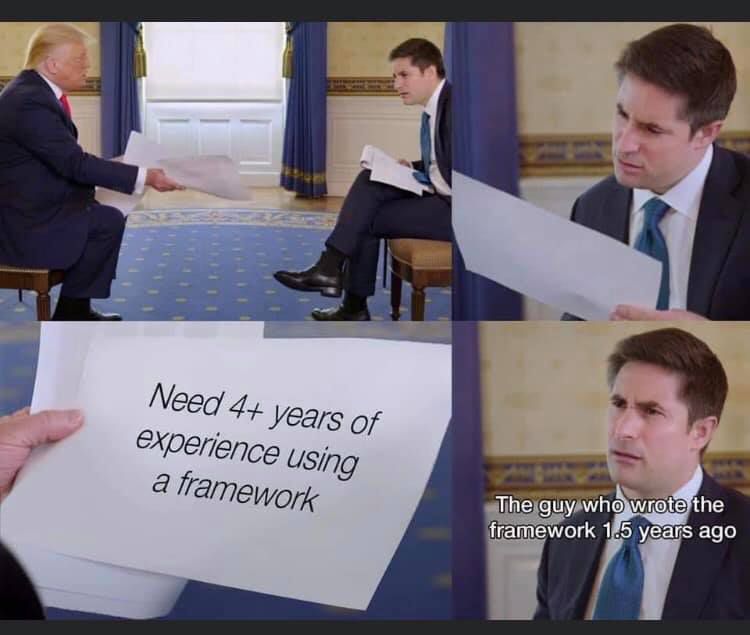 Need 4+ years of
experience using
a framework
The guy who wrote the
framework 1.5 years ago